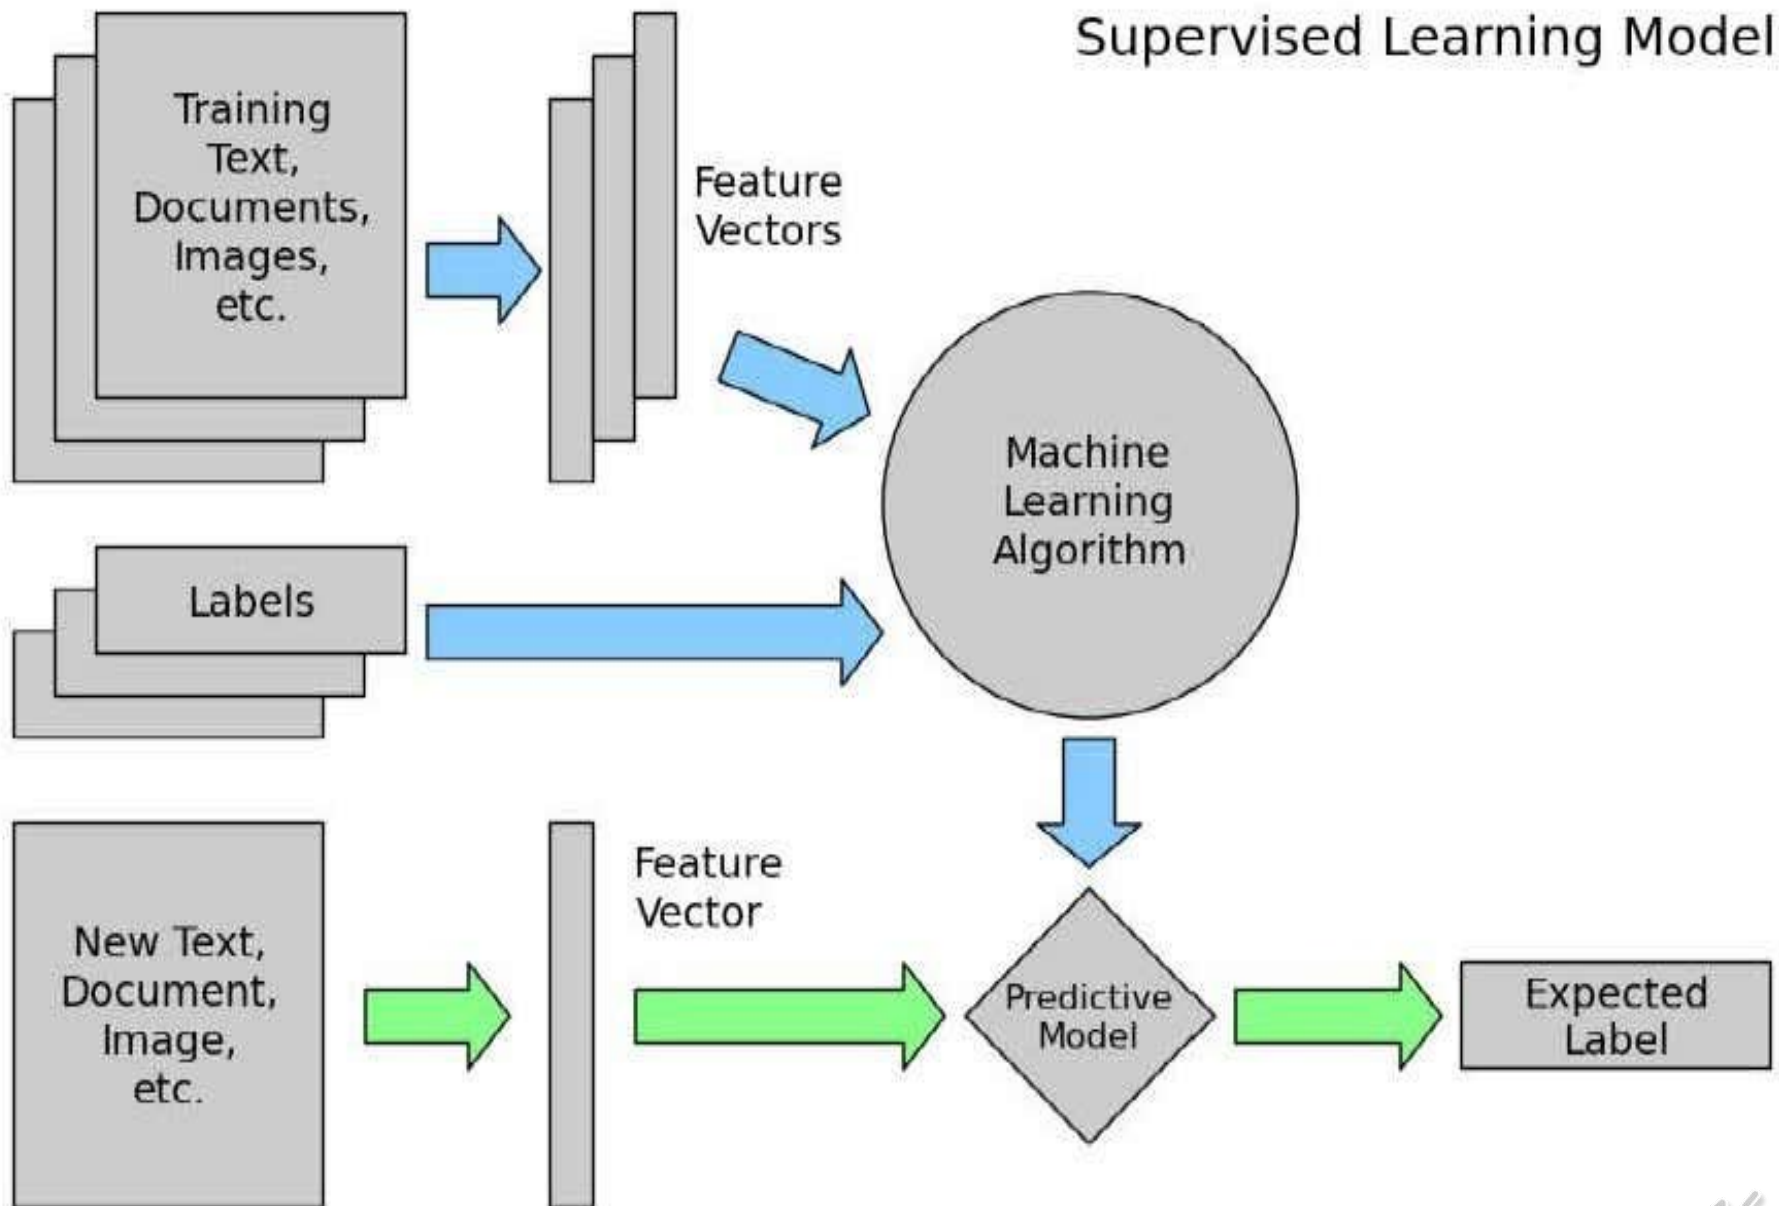 Supervised Learning Model
Training
Text,
Documents,
Images,
etc.
Feature
Vectors
Machine
Learning
Algorithm
Labels
Feature
Vector
New Text,
Document,
Image,
etc.
Predictive
Model
Expected
Label